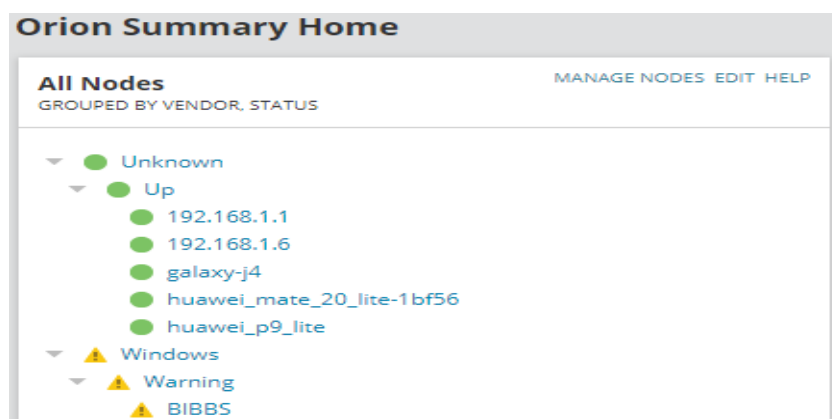 Orion Summary Home
All Nodes
MANAGE NODES EDIT HELP
GROUPED BY VENDOR, STATUS
Unknown
Up
192.168.1.1
192.168.1.6
galaxy-j4
huawei_mate_20_lite-1bf56
huawei_p9_lite
Windows
Warning
BIBBS